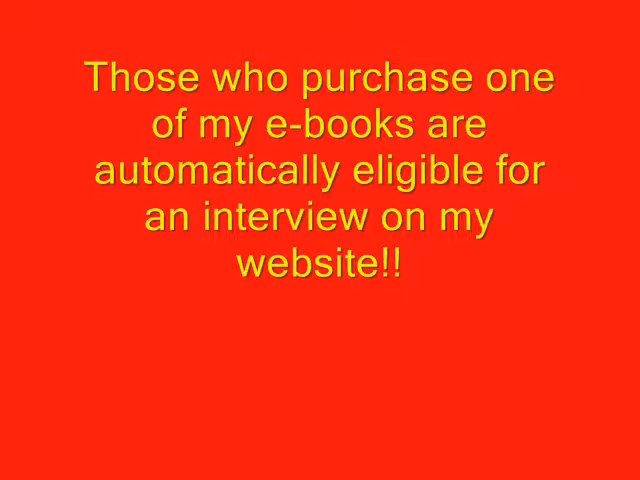 Those who purchase one
of my e-books are
automatically eligible for
an interview on my
website!!